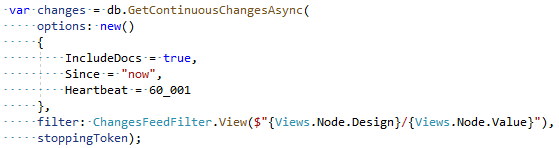 var changes = db.GetContinuousChangesAsync(
options: new()
{
IncludeDocs = true,
Since = "now",
Heartbeat = 60_001
},
filter: ChangesFeedFilter.View($"{Views.Node.Design}/{Views.Node.Value}"),
stoppingToken);